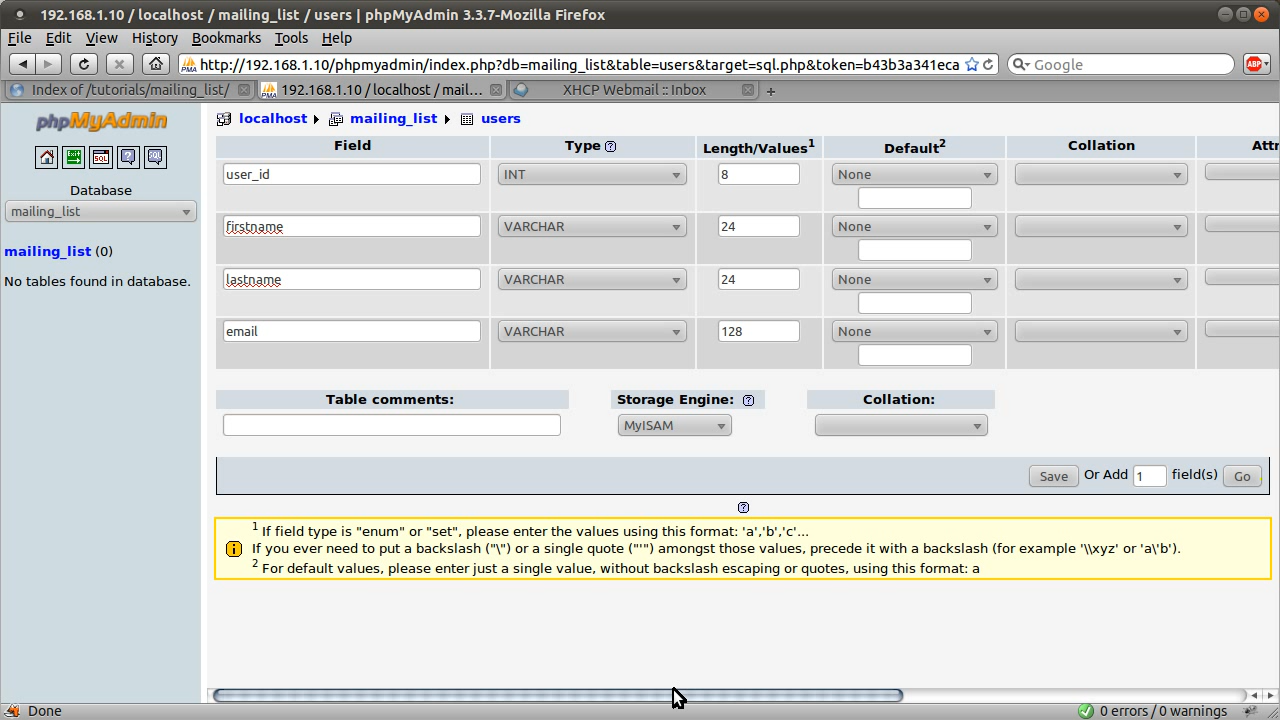 192.168.1.10 / localhost / mailing_list / users | phpMyAdmin 3.3.7-Mozilla Firefox
File Edit View History Bookmarks Tools Help
http://192.168.1.10/phpmyadmin/index.php?db=mailing_list&table=users&target=sql.php&token=b43b3a341eca
Google
ABP
Index of /tutorials/mailing_list/
192.168.1.10 / localhost / mail...
XHCP Webmail :: Inbox
phpMyAdmin
localhost mailing_list users
Database
mailing_list
mailing_list (0)
No tables found in database.
Field Type Length/Values1 Default2 Collation Attr
user_id INT 8 None
firstname VARCHAR 24 None
lastname VARCHAR 24 None
email VARCHAR 128 None
Table comments: Storage Engine: Collation:
MyISAM
Save Or Add 1 field(s) Go
1 If field type is "enum" or "set", please enter the values using this format: 'a','b','c'...
If you ever need to put a backslash ("\") or a single quote ("'") amongst those values, precede it with a backslash (for example '\\xyz' or 'a\'b').
2 For default values, please enter just a single value, without backslash escaping or quotes, using this format: a
Done
0 errors / 0 warnings